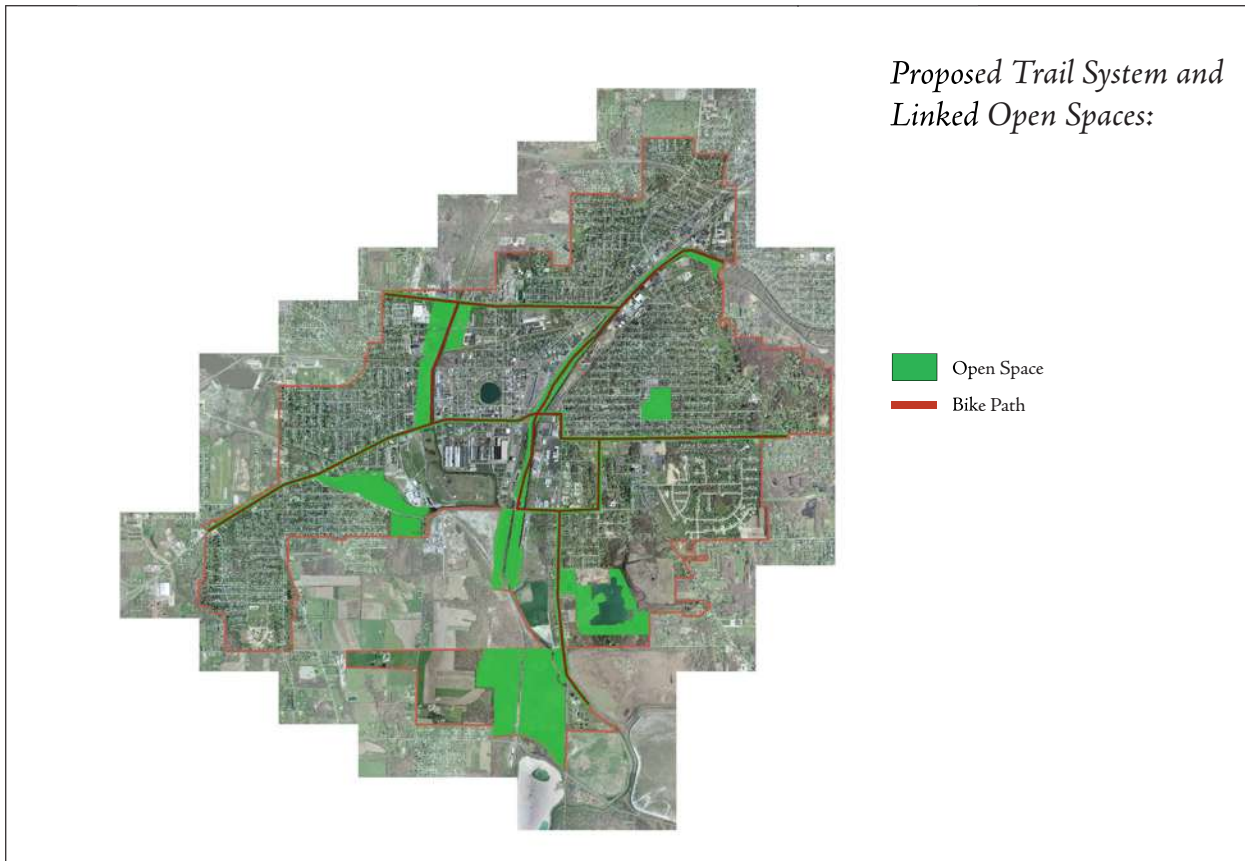 Proposed Trail System and
Linked Open Spaces:
Open Space
Bike Path